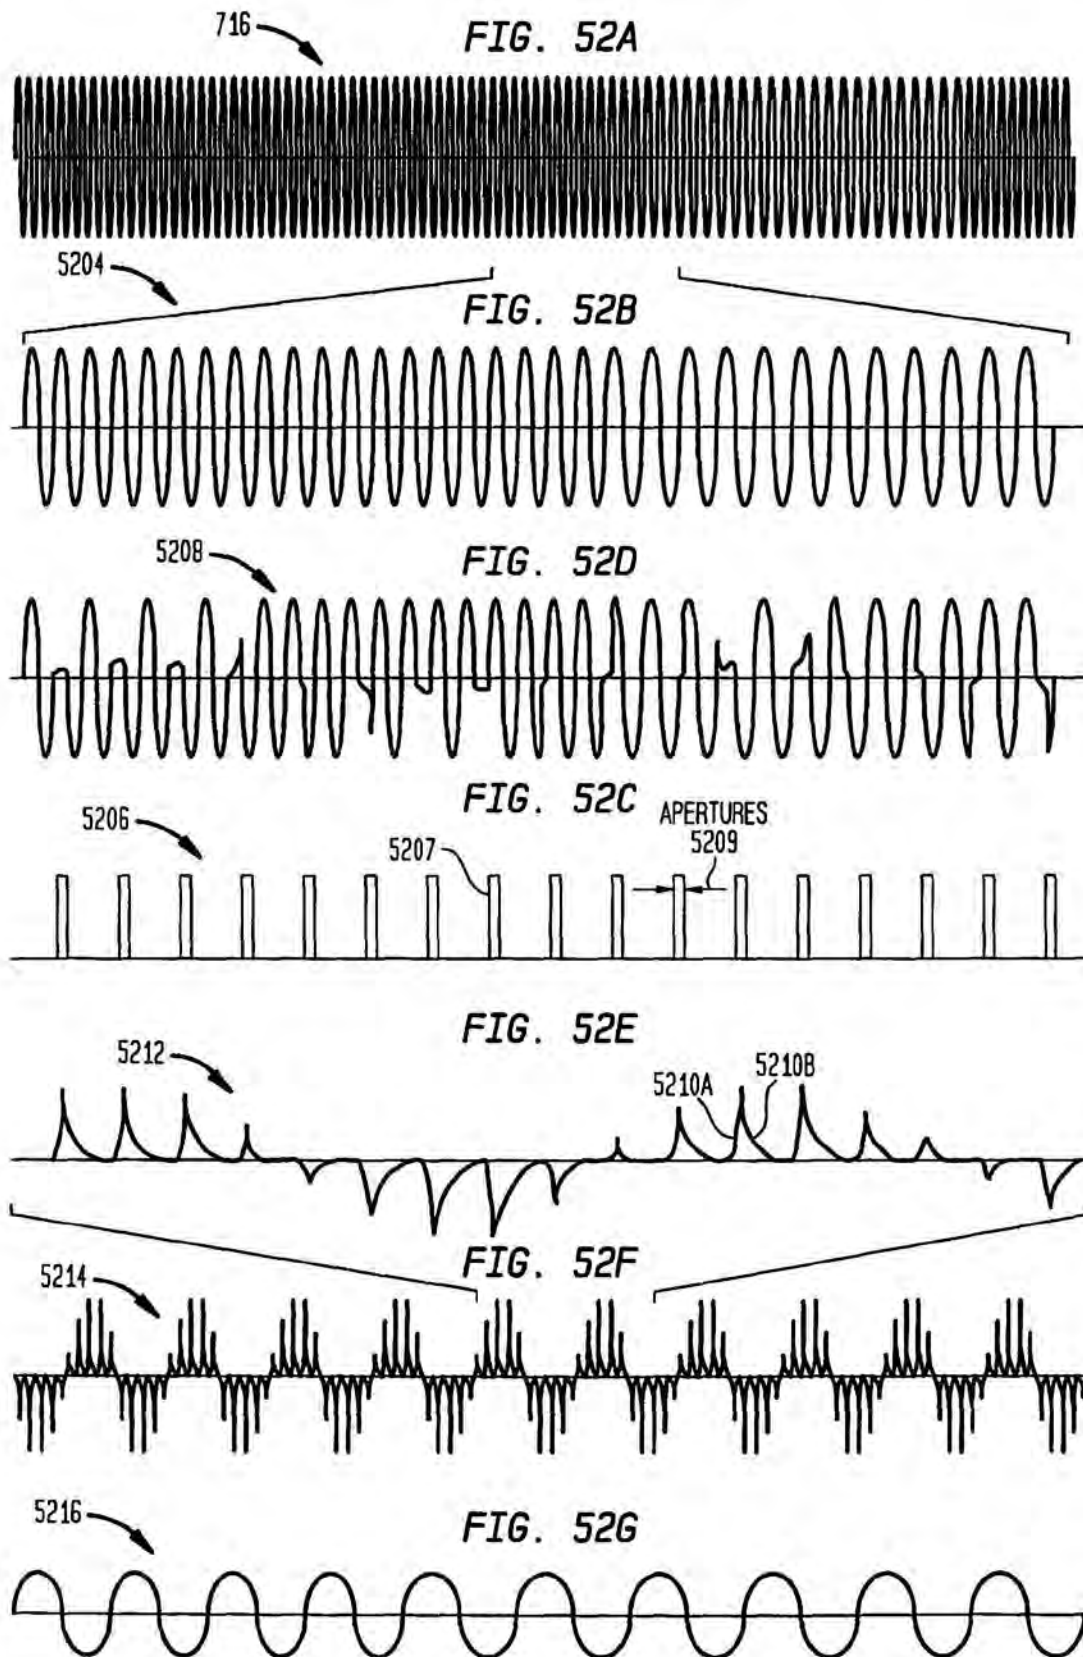 716
FIG. 52A
5204
FIG. 52B
5208
FIG. 52D
FIG. 52C
5206
5207
APERTURES
5209
FIG. 52E
5212
5210A
5210B
FIG. 52F
5214
FIG. 52G
5216